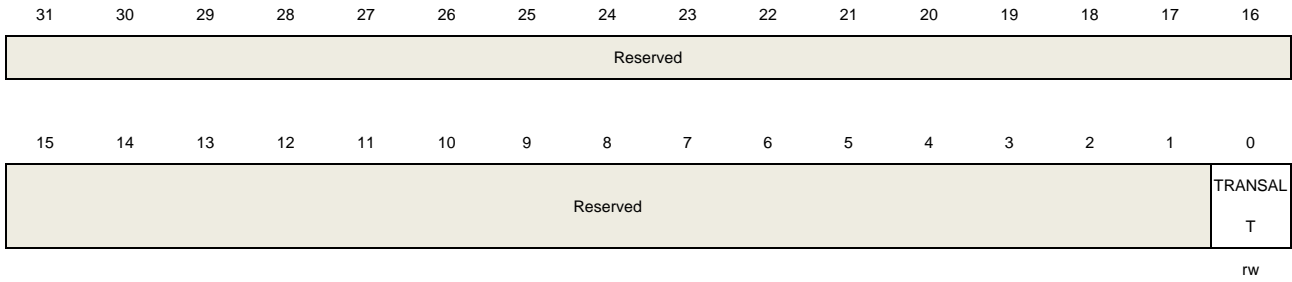 31 30 29 28 27 26 25 24 23 22 21 20 19 18 17 16
Reserved
15 14 13 12 11 10 9 8 7 6 5 4 3 2 1 0
Reserved
TRANSAL
T
rw